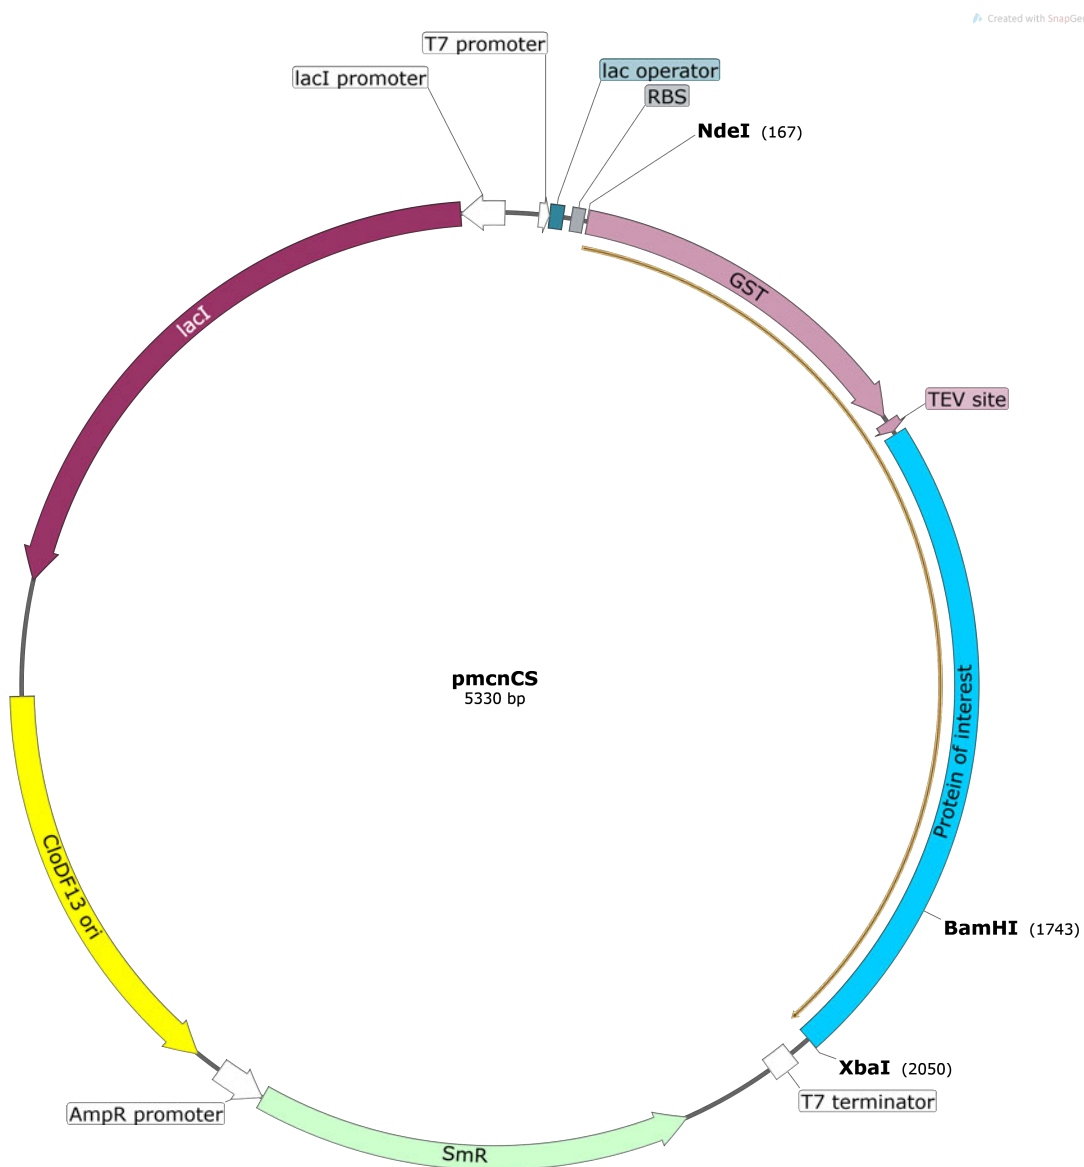 Created with SnapGe
T7 promoter
lacI promoter
lac operator
RBS
NdeI (167)
GST
lacI
TEV site
pmcnCS
5330 bp
Protein of interest
CloDF13 ori
BamHI (1743)
XbaI (2050)
T7 terminator
AmpR promoter
SmR